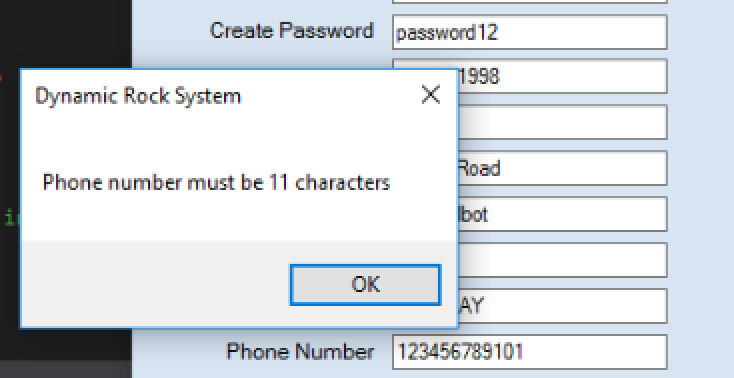 Create Password password12
1998
Dynamic Rock System
Phone number must be 11 characters
Road
lbot
OK
AY
Phone Number 123456789101